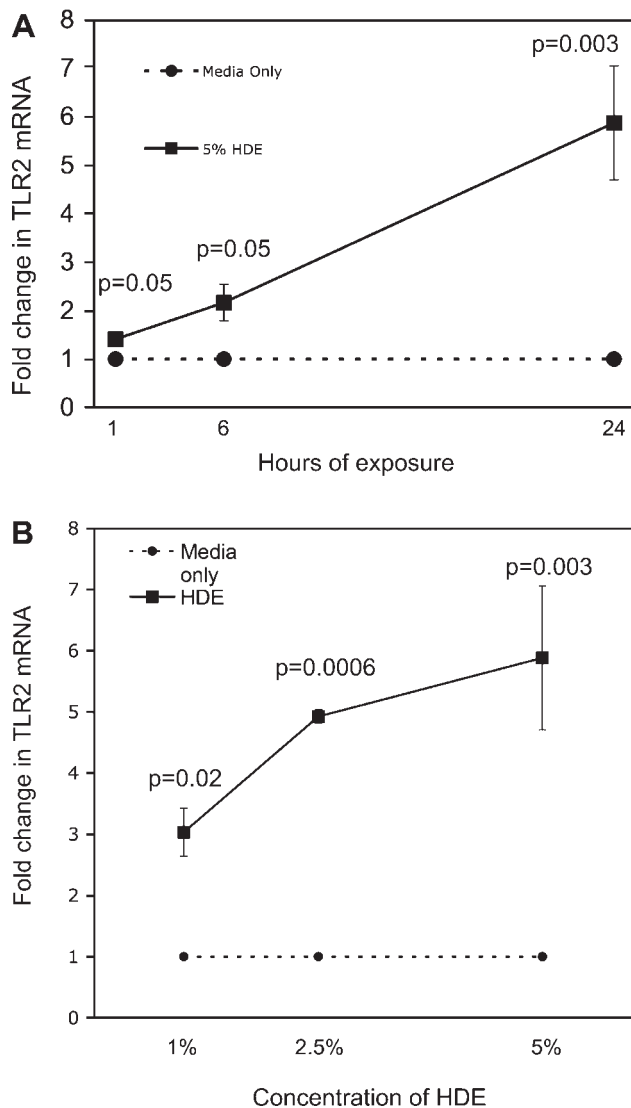 A
Fold change in TLR2 mRNA
8
7
6
5
4
3
2
1
0
Media Only
5% HDE
p=0.05
p=0.05
p=0.003
1
6
24
Hours of exposure
B
Fold change in TLR2 mRNA
8
7
6
5
4
3
2
1
0
Media
only
HDE
p=0.02
p=0.0006
p=0.003
1%
2.5%
5%
Concentration of HDE